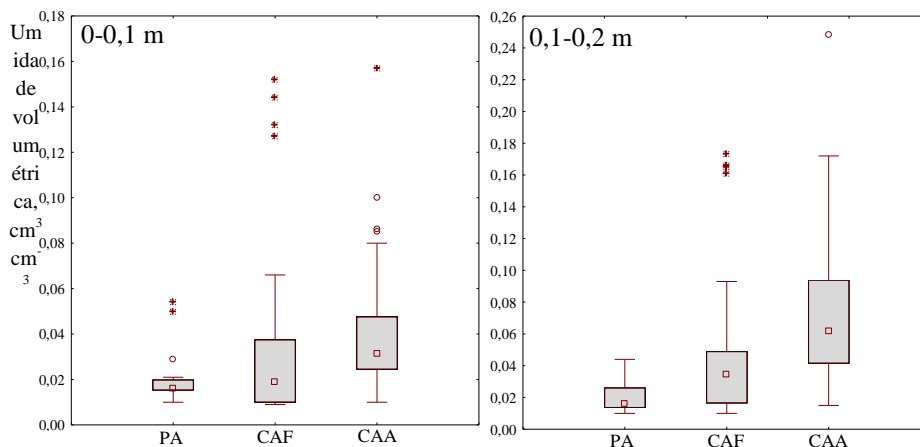 Um
ida
de
vol
um
étri
ca,
cm³
cm⁻
³
0-0,1 m
0,18
0,16
0,14
0,12
0,10
0,08
0,06
0,04
0,02
0,00
PA
CAF
CAA
0,1-0,2 m
0,26
0,24
0,22
0,20
0,18
0,16
0,14
0,12
0,10
0,08
0,06
0,04
0,02
0,00
PA
CAF
CAA